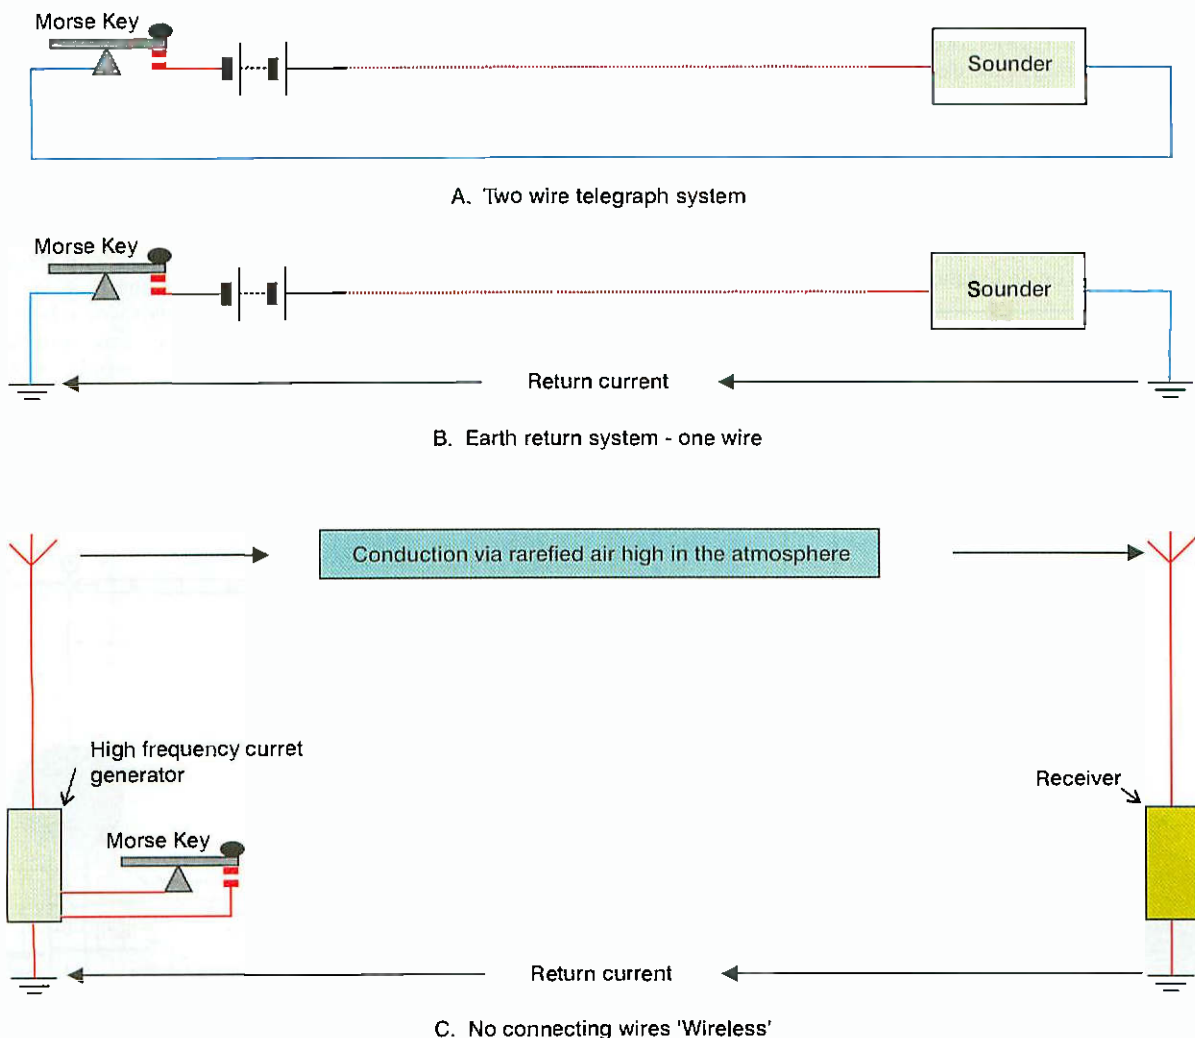 Morse Key
Sounder
A. Two wire telegraph system
Morse Key
Sounder
Return current
B. Earth return system - one wire
Conduction via rarefied air high in the atmosphere
High frequency curret
generator
Receiver
Morse Key
Return current
C. No connecting wires 'Wireless'